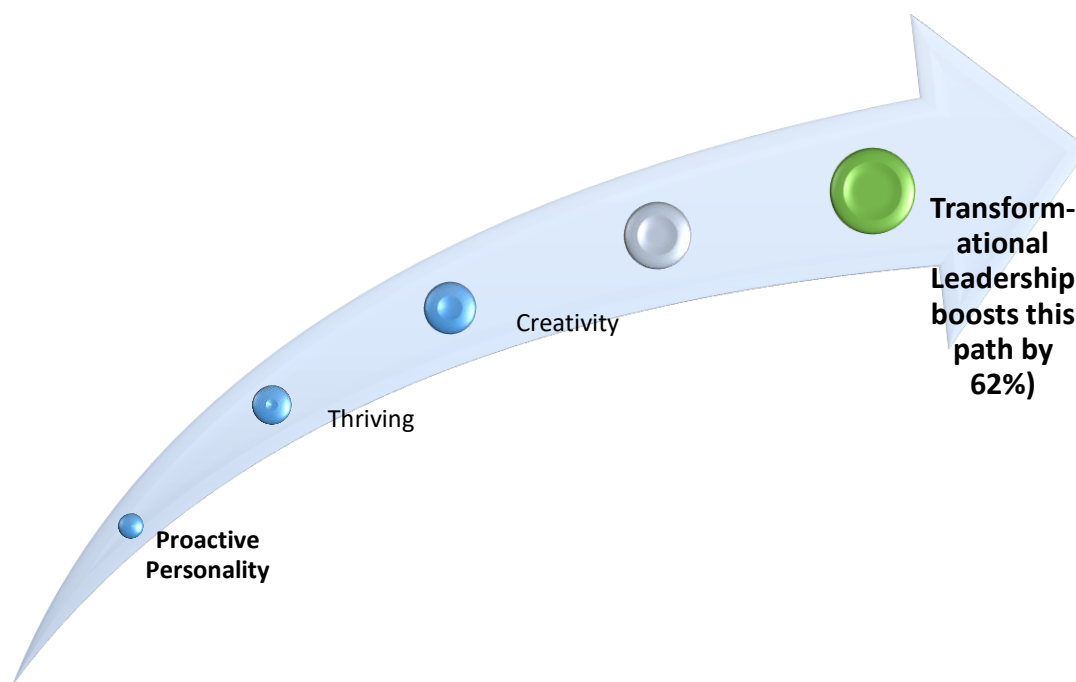 Transform-
ational
Leadership
boosts this
path by
62%)
Creativity
Thriving
Proactive
Personality